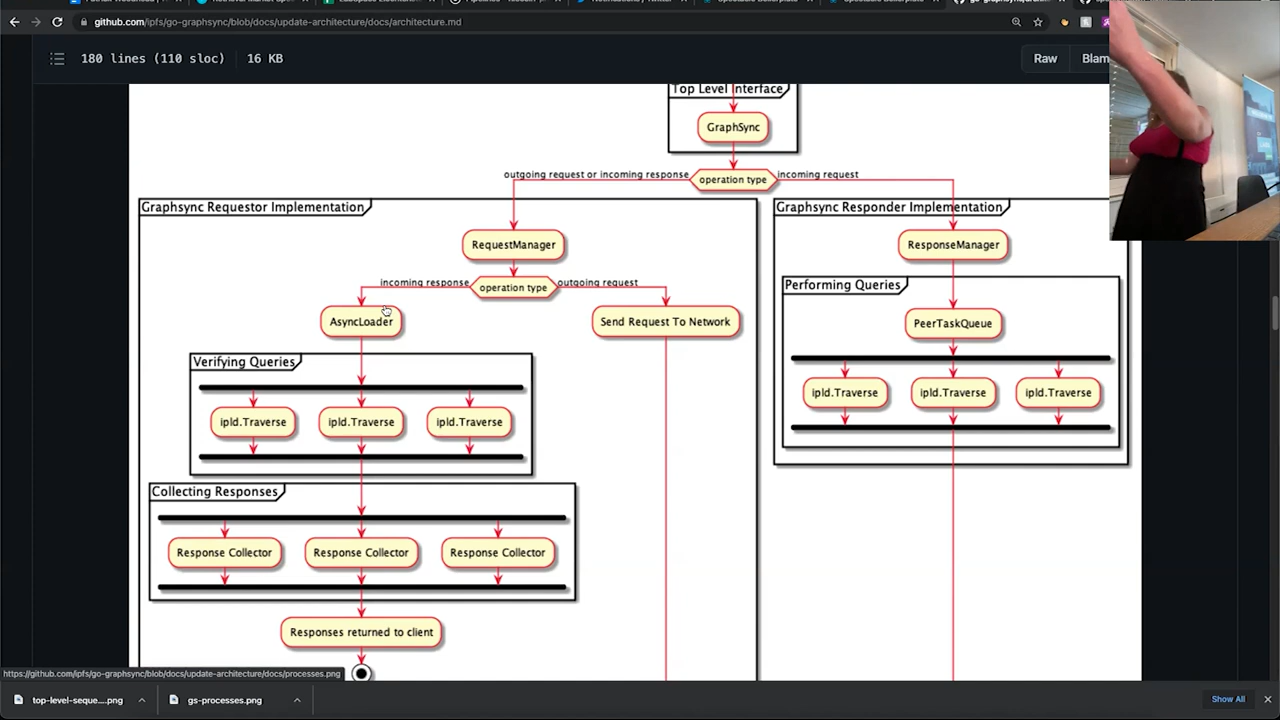 github.com/ipfs/go-graphsync/blob/docs/update-architecture/docs/architecture.md
180 lines (110 sloc)
16 KB
Raw
Blam
Top Level Interface
GraphSync
outgoing request or incoming response
operation type
incoming request
Graphsync Requestor Implementation
Graphsync Responder Implementation
RequestManager
ResponseManager
incoming response
operation type
outgoing request
Performing Queries
AsyncLoader
Send Request To Network
PeerTaskQueue
Verifying Queries
ipld.Traverse
ipld.Traverse
ipld.Traverse
ipld.Traverse
ipld.Traverse
ipld.Traverse
Collecting Responses
Response Collector
Response Collector
Response Collector
Responses returned to client
https://github.com/ipfs/go-graphsync/blob/docs/update-architecture/docs/processes.png
top-level-seque....png
gs-processes.png
Show All